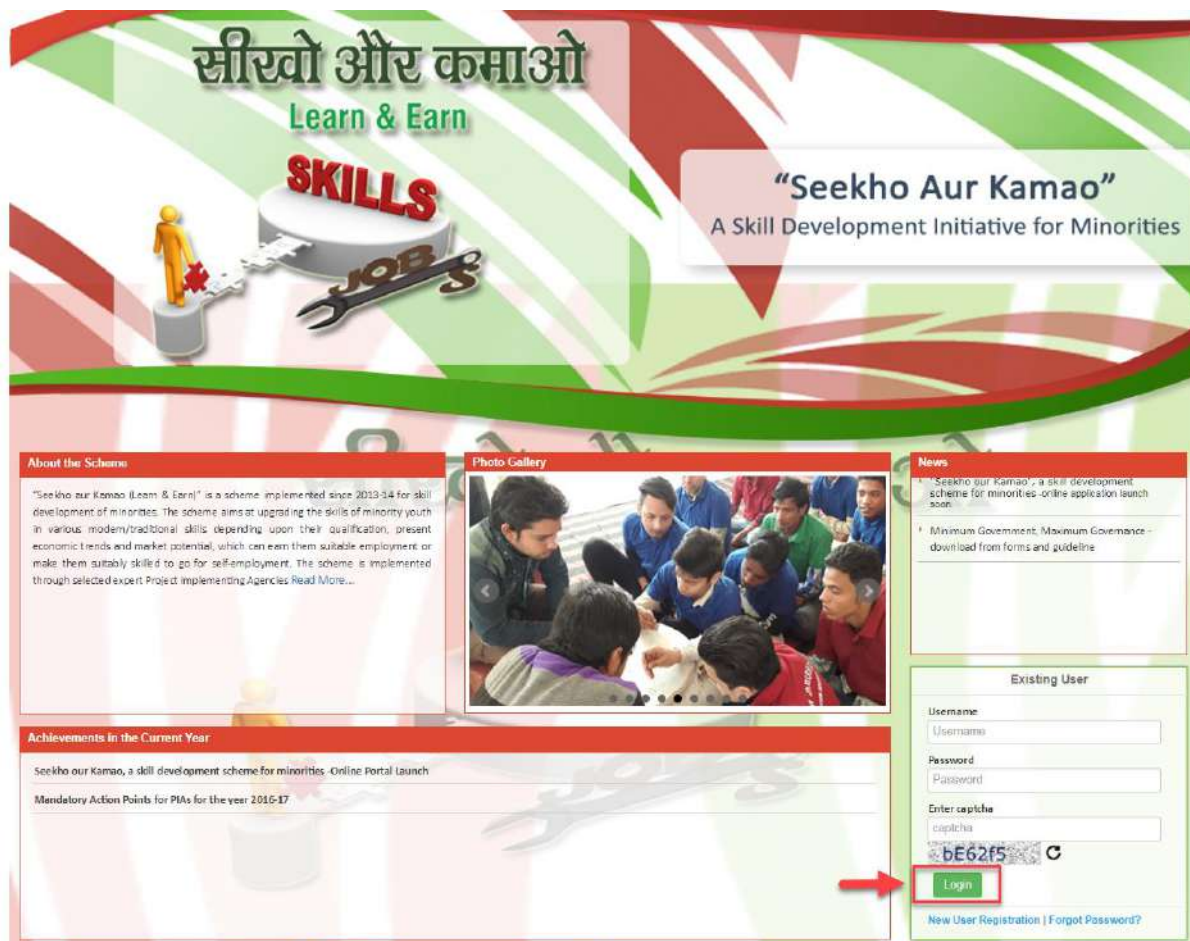 सीखो और कमाओ
Learn & Earn
SKILLS
JOBS
“Seekho Aur Kamao”
A Skill Development Initiative for Minorities
About the Scheme
"Seekho aur Kamao (Learn & Earn)" is a scheme implemented since 2013-14 for skill
development of minorities. The scheme aims at upgrading the skills of minority youth
in various modern/traditional skills depending upon their qualification, present
economic trends and market potential, which can earn them suitable employment or
make them suitably skilled to go for self-employment. The scheme is implemented
through selected expert Project Implementing Agencies Read More...
Photo Gallery
News
"Seekho our Kamao", a skill development
scheme for minorities -online application launch
soon
Minimum Government, Maximum Governance -
download from forms and guideline
Achievements in the Current Year
Seekho our Kamao, a skill development scheme for minorities -Online Portal Launch
Mandatory Action Points for PIAs for the year 2016-17
Existing User
Username
Username
Password
Password
Enter captcha
captcha
bE62f5
Login
New User Registration | Forgot Password?